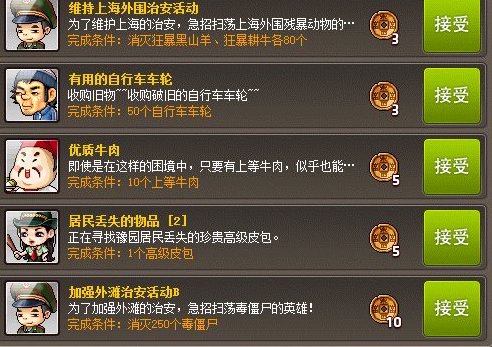 维持上海外围治安活动
为了维护上海的治安，急招扫荡上海外围残暴动物的…
完成条件：消灭狂暴黑山羊、狂暴耕牛各80个
3
接受
有用的自行车车轮
收购旧物~~收购破旧的自行车车轮~~
完成条件：50个自行车车轮
3
接受
优质牛肉
即使是在这样的困境中，只要有上等牛肉，似乎也能…
完成条件：10个上等牛肉
5
接受
居民丢失的物品 [2]
正在寻找豫园居民丢失的珍贵高级皮包。
完成条件：1个高级皮包
5
接受
加强外滩治安活动B
为了加强外滩的治安，急招扫荡毒僵尸的英雄！
完成条件：消灭250个毒僵尸
10
接受